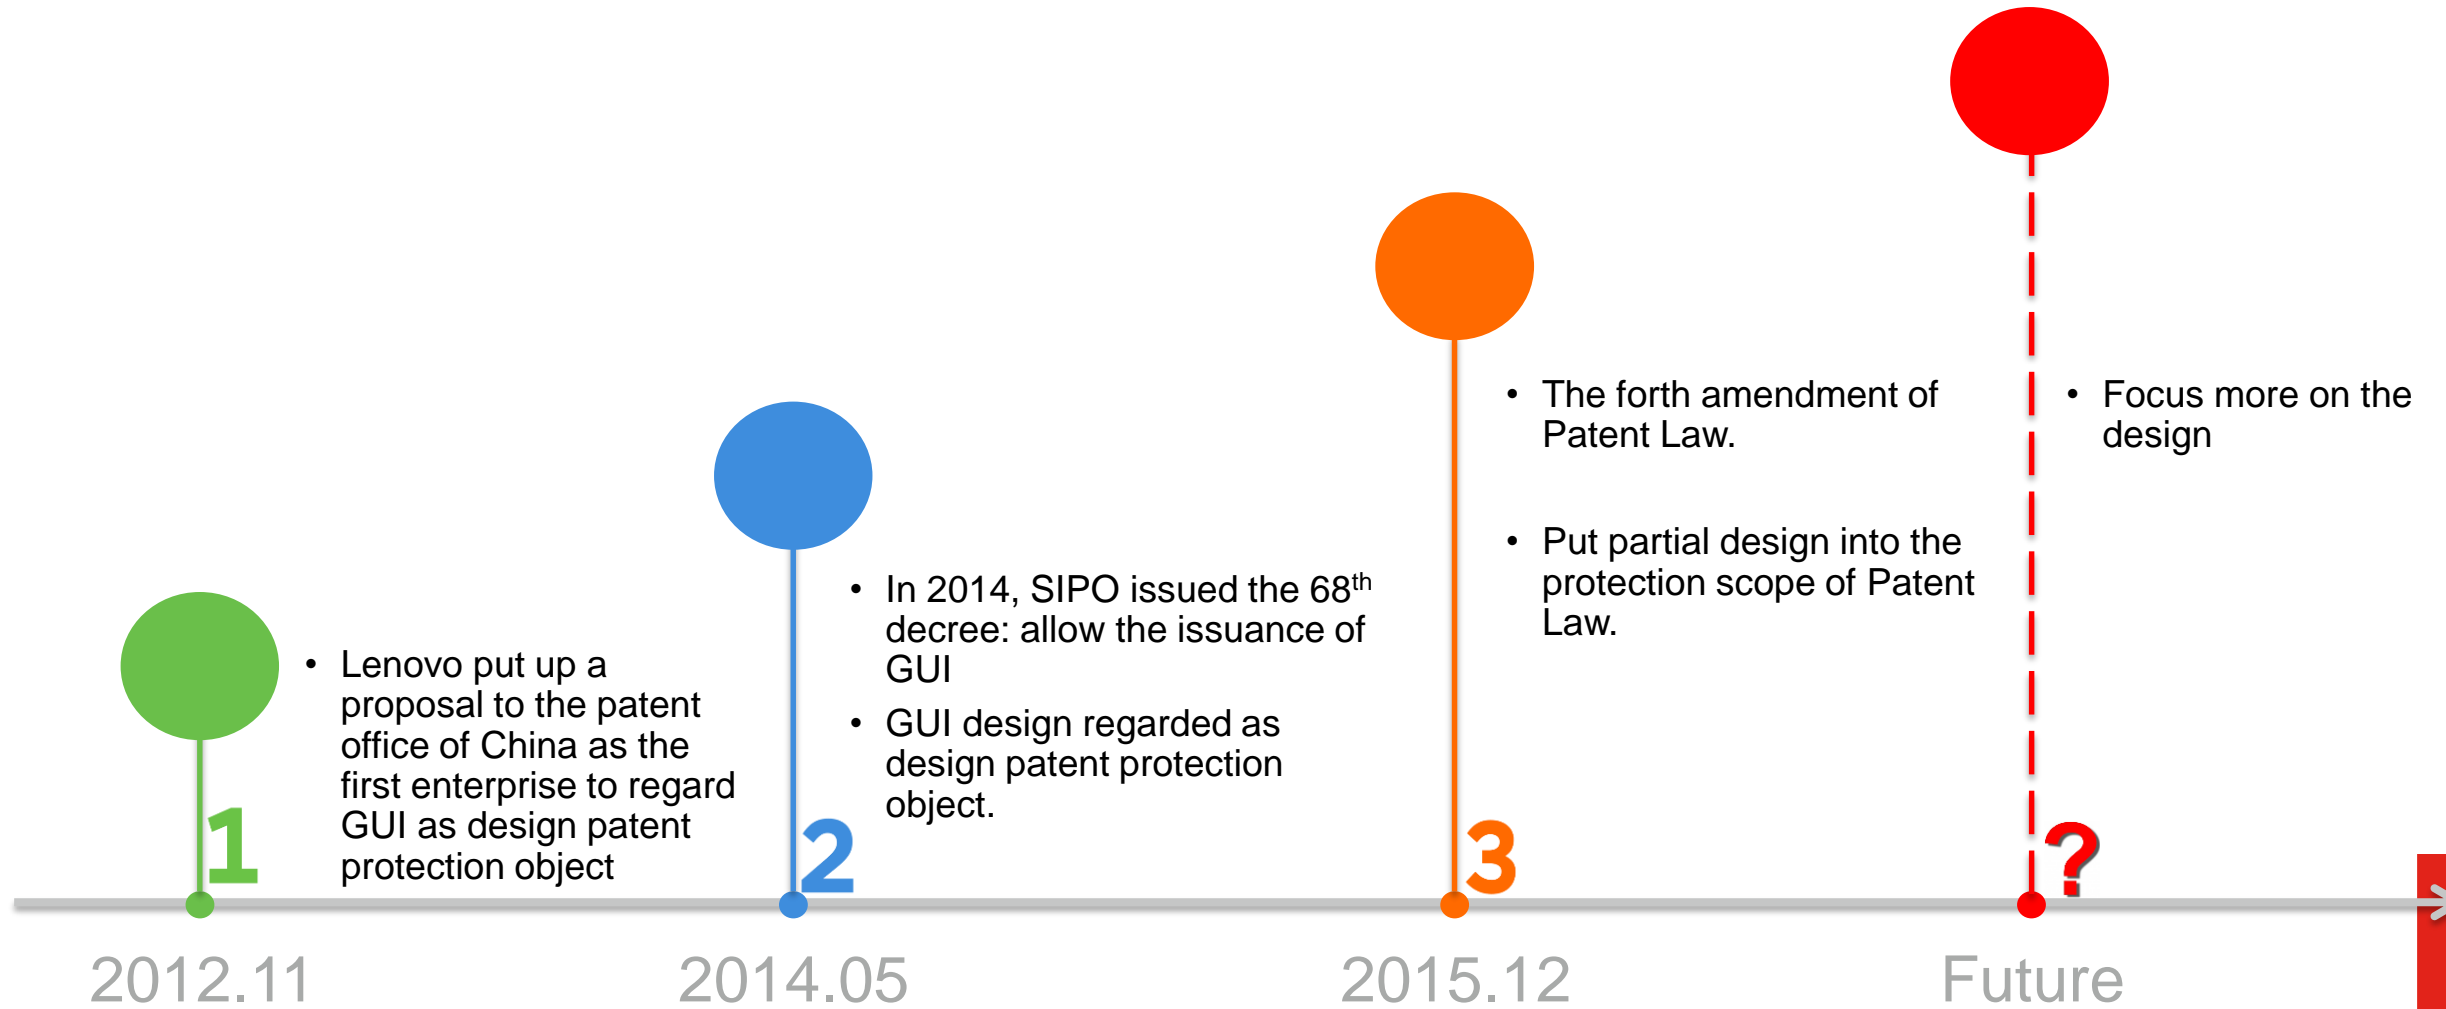 • Lenovo put up a
proposal to the patent
office of China as the
first enterprise to regard
GUI as design patent
protection object
1
2012.11
• In 2014, SIPO issued the 68th
decree: allow the issuance of
GUI
• GUI design regarded as
design patent protection
object.
2
2014.05
• The forth amendment of
Patent Law.
• Put partial design into the
protection scope of Patent
Law.
3
2015.12
• Focus more on the
design
?
Future